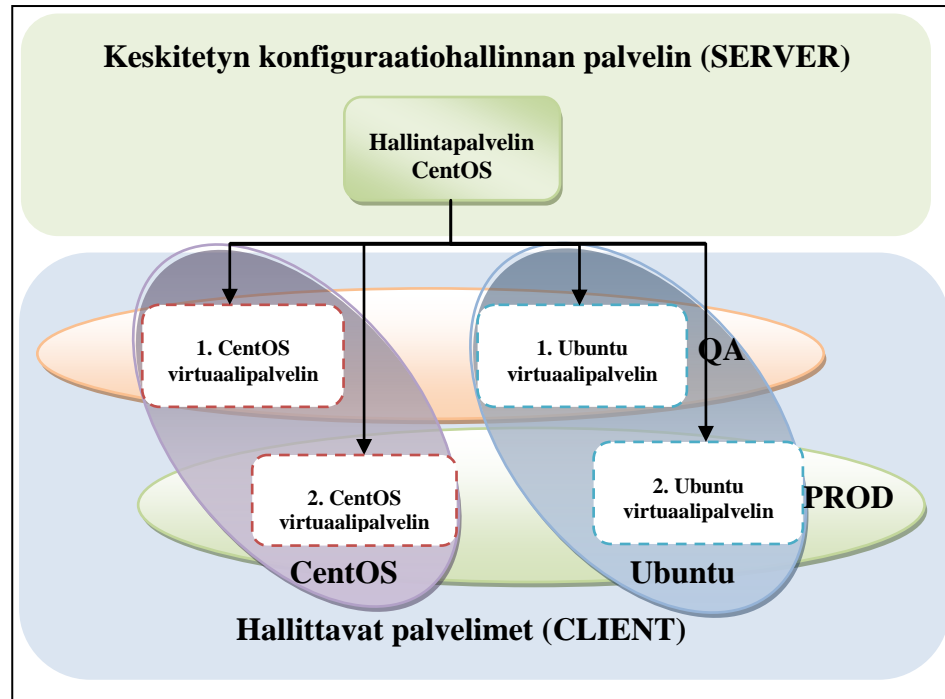 Keskitetyn konfiguraatiohallinnan palvelin (SERVER)
Hallintapalvelin
CentOS
1. CentOS
virtuaalipalvelin
1. Ubuntu
virtuaalipalvelin
QA
2. CentOS
virtuaalipalvelin
2. Ubuntu
virtuaalipalvelin
PROD
CentOS
Ubuntu
Hallittavat palvelimet (CLIENT)